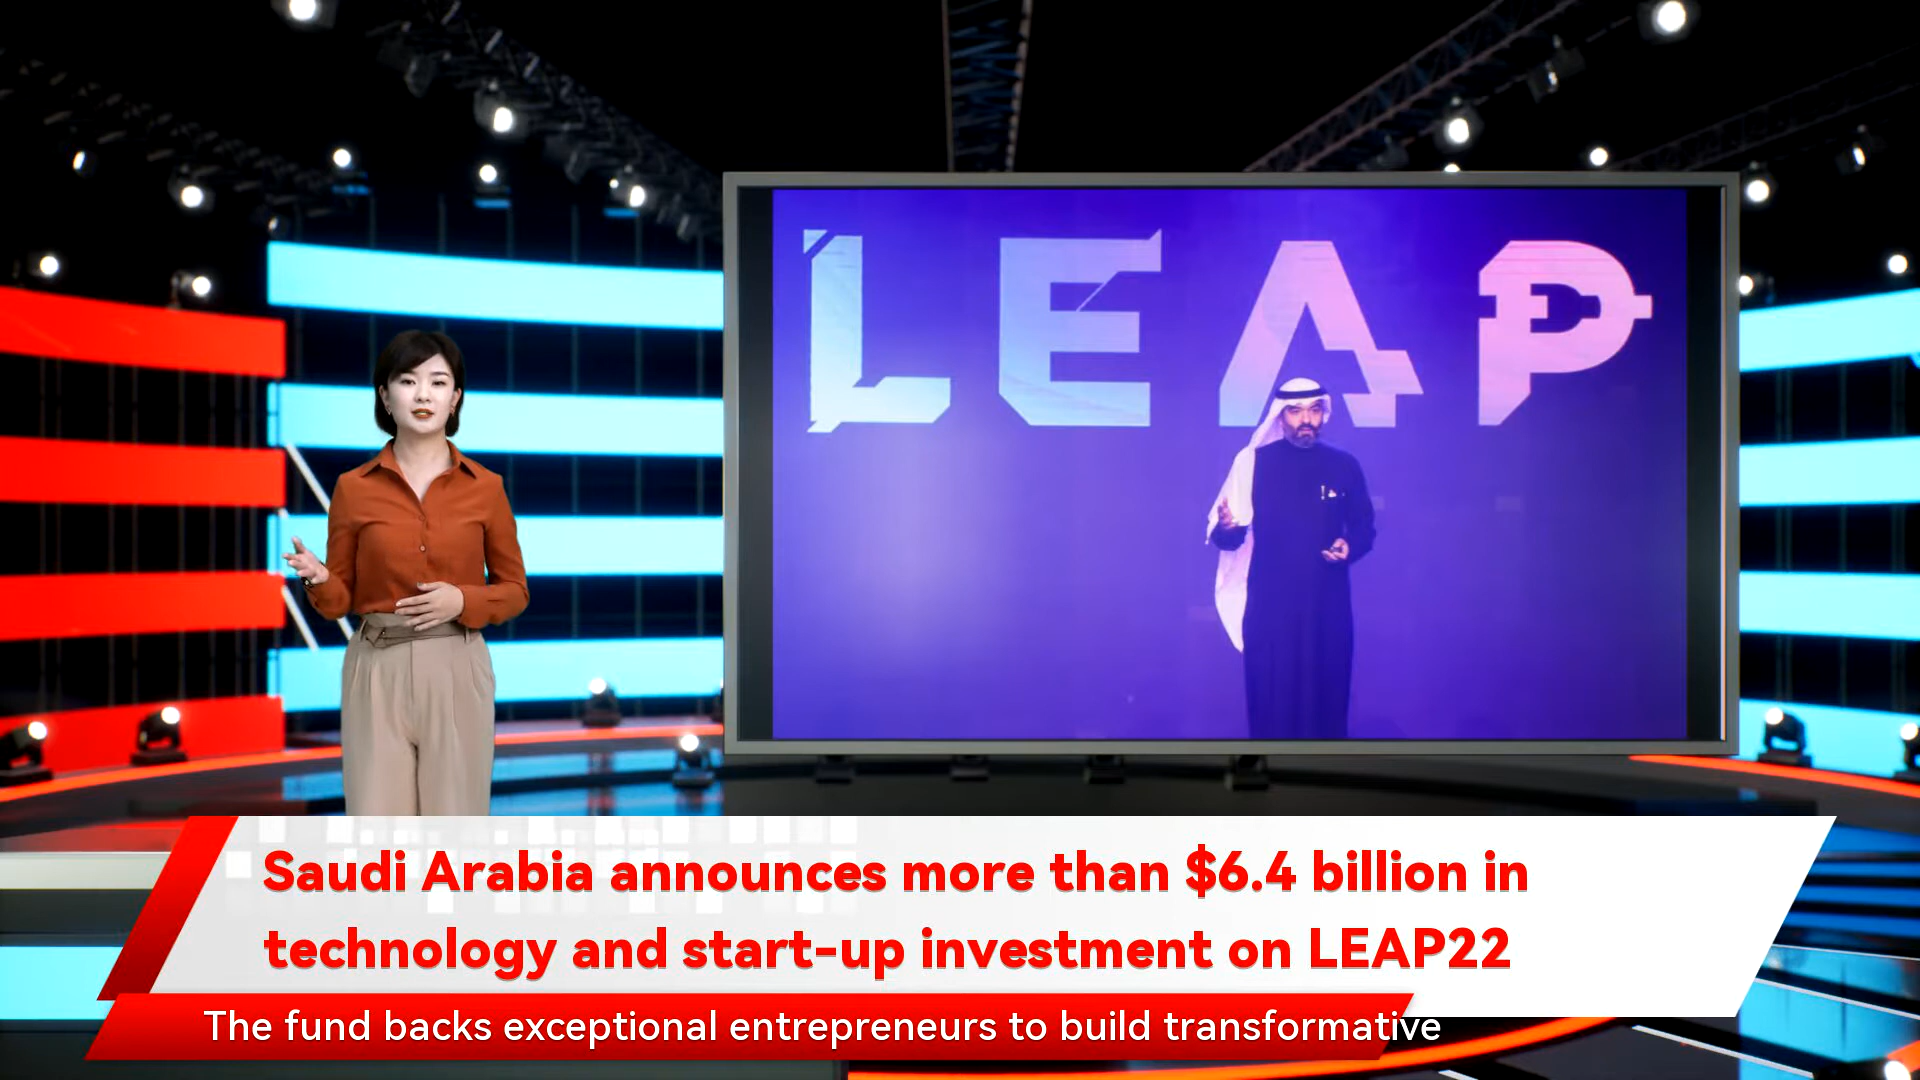 LEAP
Saudi Arabia announces more than $6.4 billion in
technology and start-up investment on LEAP22
The fund backs exceptional entrepreneurs to build transformative